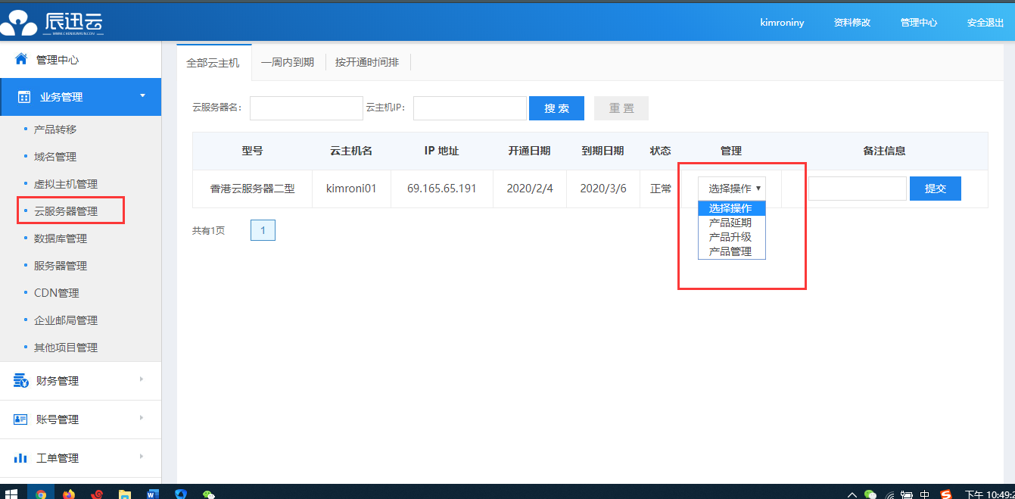 辰迅云
kimroniny 资料修改 管理中心 安全退出
管理中心
业务管理
产品转移
域名管理
虚拟主机管理
云服务器管理
数据库管理
服务器管理
CDN管理
企业邮局管理
其他项目管理
财务管理
账号管理
工单管理
全部云主机 一周内到期 按开通时间排
云服务器名: 云主机IP: 搜 索 重 置
型号 云主机名 IP 地址 开通日期 到期日期 状态 管理 备注信息
香港云服务器二型 kimroni01 69.165.65.191 2020/2/4 2020/3/6 正常 选择操作 提交
选择操作
产品延期
产品升级
产品管理
共有1页 1
中 下午 10:49:2